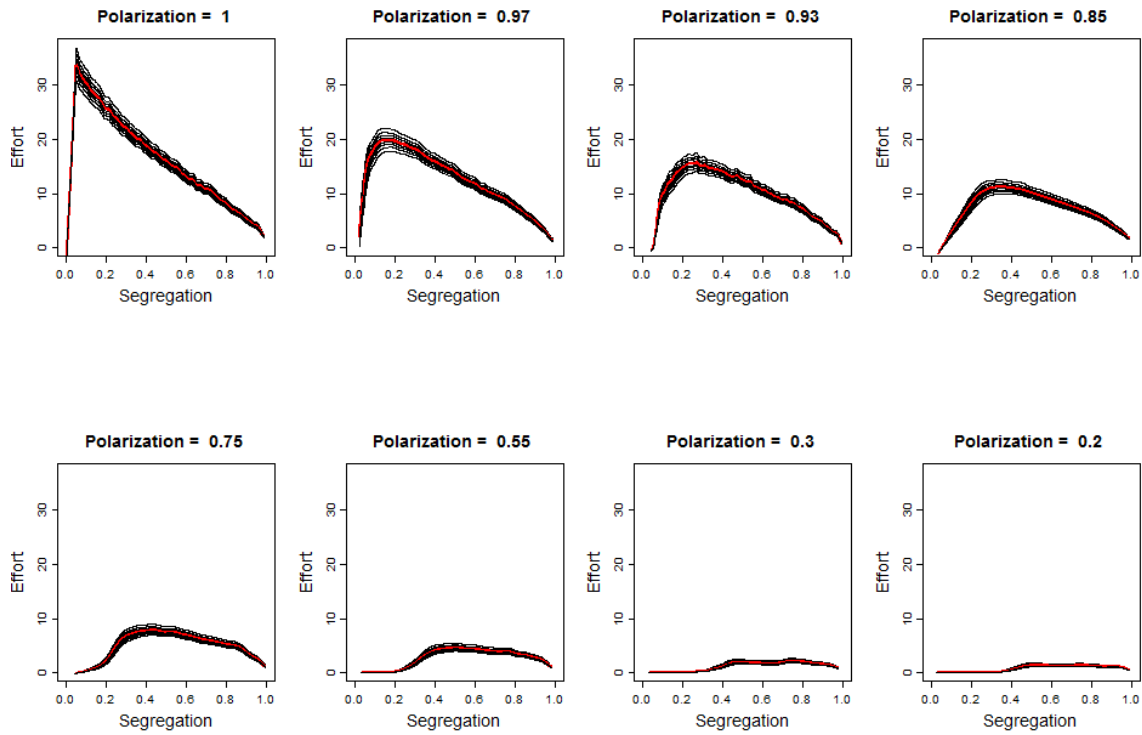 Polarization = 1
Effort
0 10 20 30
0.0 0.2 0.4 0.6 0.8 1.0
Segregation
Polarization = 0.97
Effort
0 10 20 30
0.0 0.2 0.4 0.6 0.8 1.0
Segregation
Polarization = 0.93
Effort
0 10 20 30
0.0 0.2 0.4 0.6 0.8 1.0
Segregation
Polarization = 0.85
Effort
0 10 20 30
0.0 0.2 0.4 0.6 0.8 1.0
Segregation
Polarization = 0.75
Effort
0 10 20 30
0.0 0.2 0.4 0.6 0.8 1.0
Segregation
Polarization = 0.55
Effort
0 10 20 30
0.0 0.2 0.4 0.6 0.8 1.0
Segregation
Polarization = 0.3
Effort
0 10 20 30
0.0 0.2 0.4 0.6 0.8 1.0
Segregation
Polarization = 0.2
Effort
0 10 20 30
0.0 0.2 0.4 0.6 0.8 1.0
Segregation